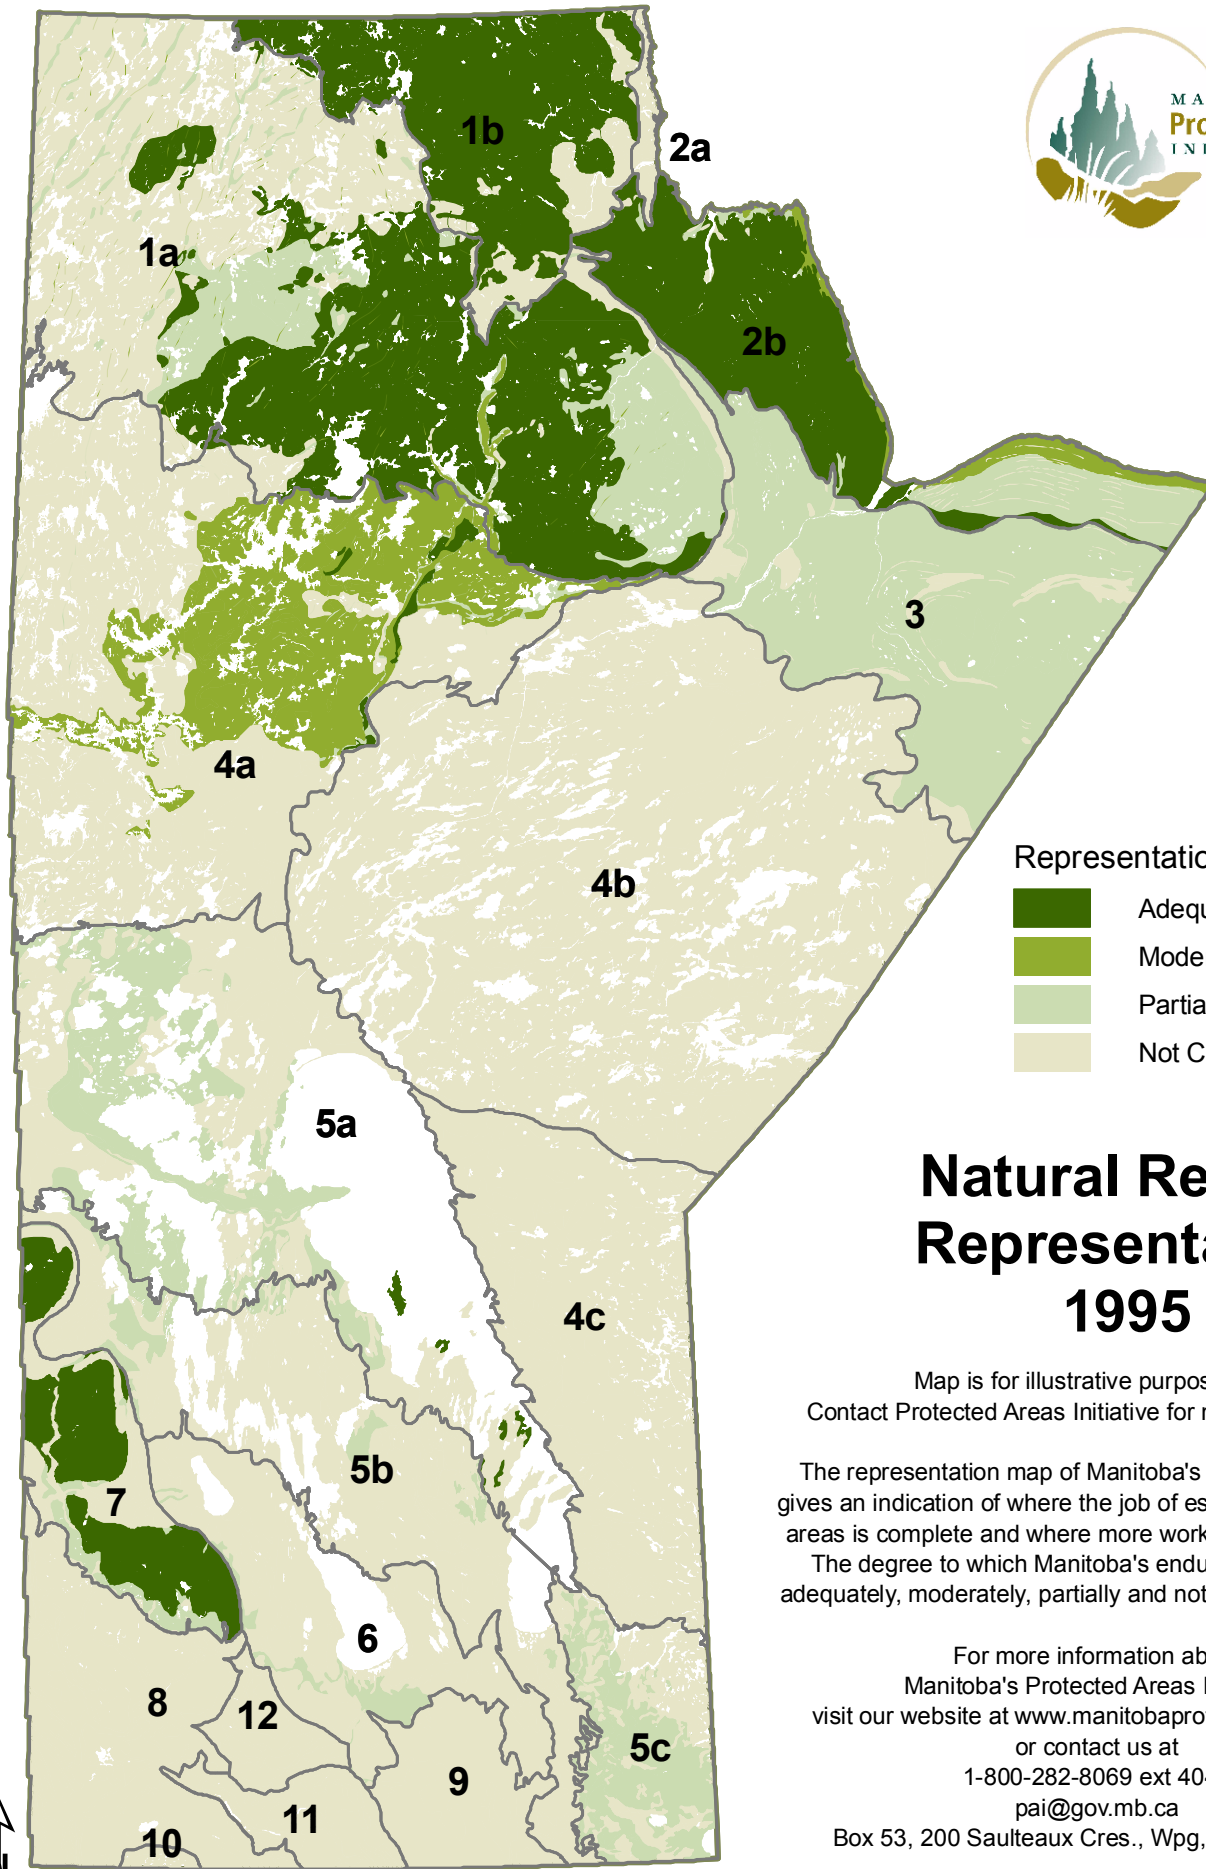 MA
Pro
INI
1b
2a
1a
2b
3
4a
4b
5a
4c
5b
7
6
8
12
5c
9
11
10
Representatio
Adequ
Mode
Partia
Not C
Natural Re
Representa
1995
Map is for illustrative purpos
Contact Protected Areas Initiative for r
The representation map of Manitoba's
gives an indication of where the job of es
areas is complete and where more work
The degree to which Manitoba's endu
adequately, moderately, partially and not
For more information ab
Manitoba's Protected Areas I
visit our website at www.manitobapro
or contact us at
1-800-282-8069 ext 404
pai@gov.mb.ca
Box 53, 200 Saulteaux Cres., Wpg,